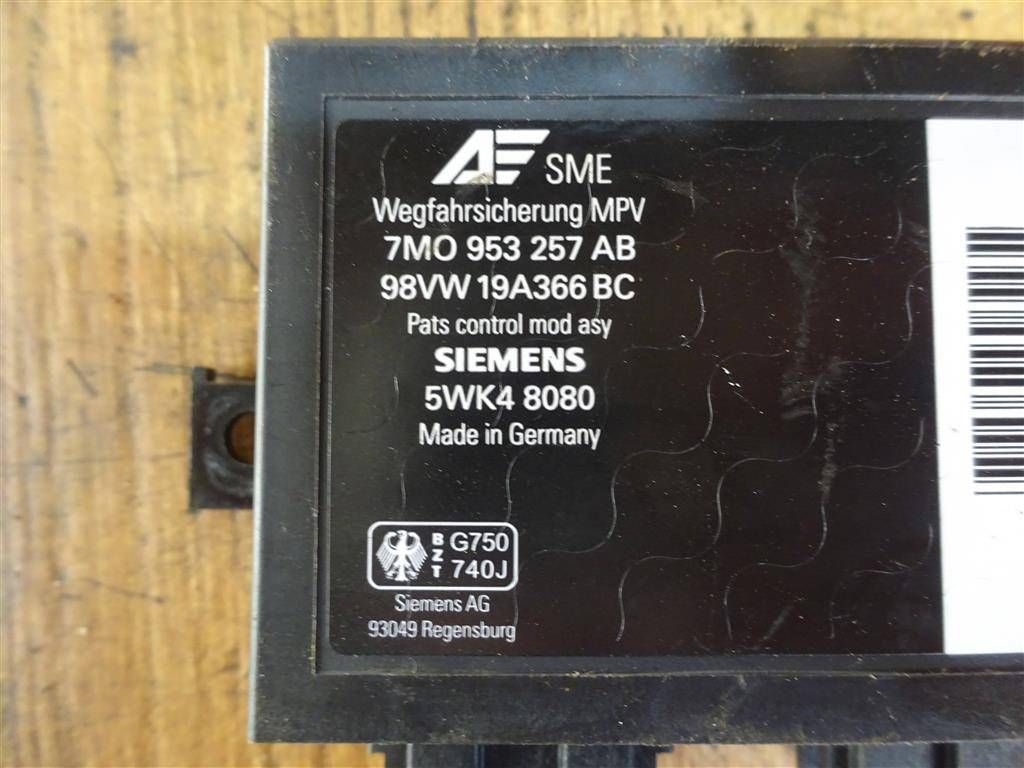 AE SME
Wegfahrsicherung MPV
7MO 953 257 AB
98VW 19A366 BC
Pats control mod asy
SIEMENS
5WK4 8080
Made in Germany
BZT G750
740J
Siemens AG
93049 Regensburg